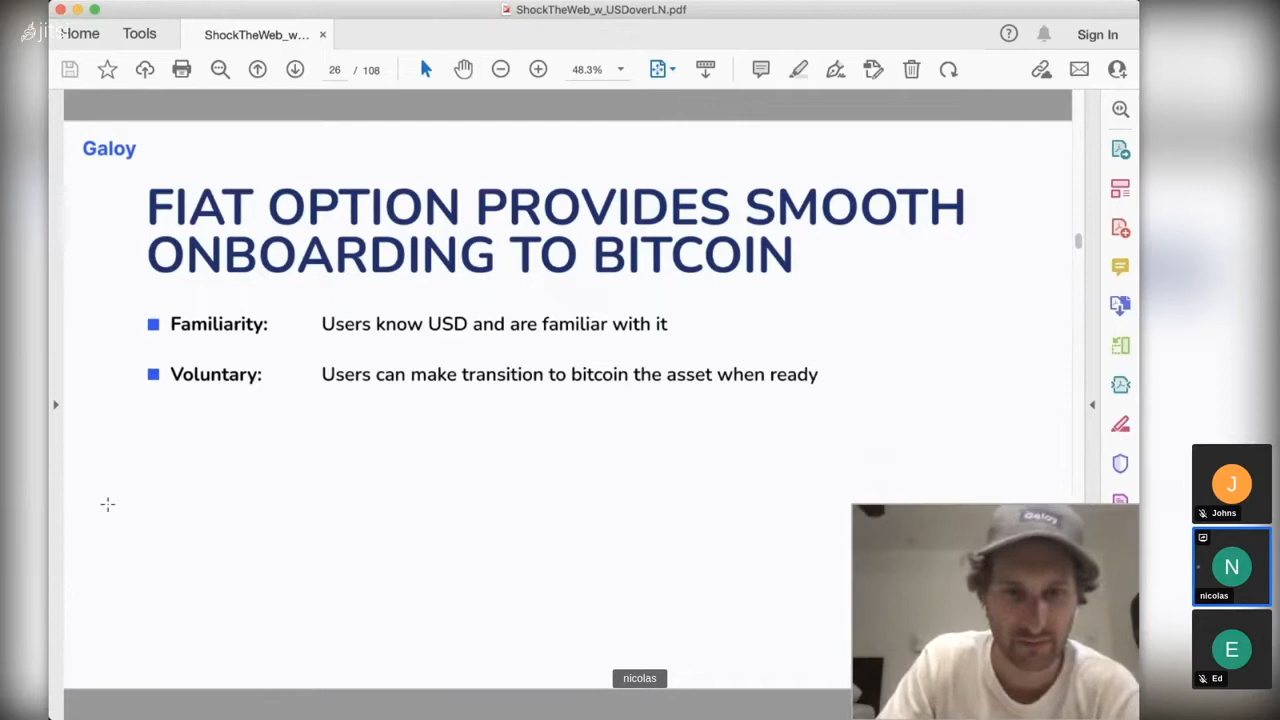 ShockTheWeb_w_USDoverLN.pdf
Home Tools ShockTheWeb_w... × Sign In
26 / 108 48.3%
Galoy
FIAT OPTION PROVIDES SMOOTH
ONBOARDING TO BITCOIN
Familiarity: Users know USD and are familiar with it
Voluntary: Users can make transition to bitcoin the asset when ready
Galoy
nicolas
J
Johns
N
nicolas
E
Ed